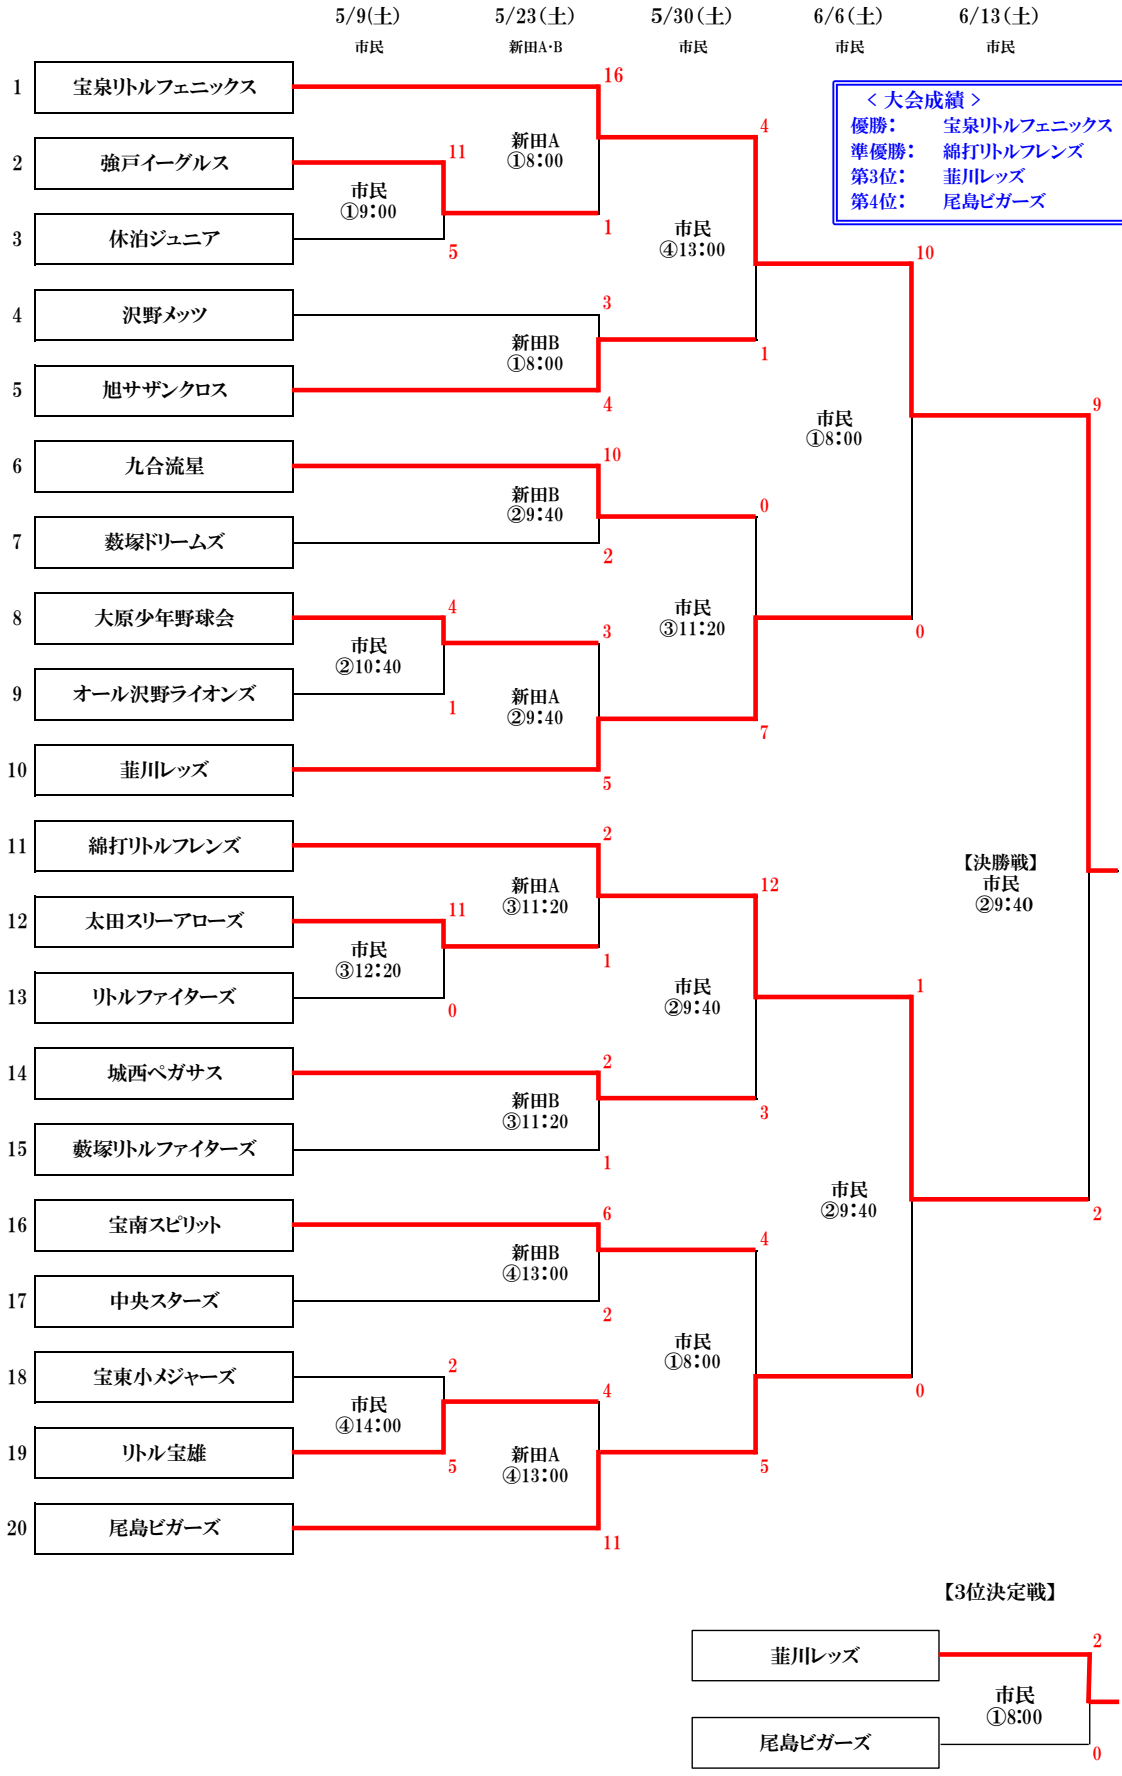 5/9(土) 5/23(土) 5/30(土) 6/6(土) 6/13(土)
市民 新田A・B 市民 市民 市民
＜大会成績＞
優勝： 宝泉リトルフェニックス
準優勝： 綿打リトルフレンズ
第3位： 韮川レッズ
第4位： 尾島ビガーズ
1 宝泉リトルフェニックス
16
4
新田A
①8:00
2 強戸イーグルス
11
市民
①9:00
1
市民
④13:00
3 休泊ジュニア
5
10
4 沢野メッツ
3
新田B
①8:00
1
5 旭サザンクロス
4
9
市民
①8:00
6 九合流星
10
新田B
②9:40
0
7 薮塚ドリームズ
2
8 大原少年野球会
4
3
市民
③11:20
0
市民
②10:40
9 オール沢野ライオンズ
1
新田A
②9:40
7
10 韮川レッズ
5
11 綿打リトルフレンズ
2
12
新田A
③11:20
【決勝戦】
市民
②9:40
12 太田スリーアローズ
11
市民
③12:20
1
13 リトルファイターズ
0
市民
②9:40
1
14 城西ペガサス
2
新田B
③11:20
3
15 藪塚リトルファイターズ
1
市民
②9:40
2
16 宝南スピリット
6
4
新田B
④13:00
17 中央スターズ
2
市民
①8:00
18 宝東小メジャーズ
2
4
0
市民
④14:00
19 リトル宝雄
5
新田A
④13:00
5
20 尾島ビガーズ
11
【3位決定戦】
韮川レッズ
2
市民
①8:00
尾島ビガーズ
0